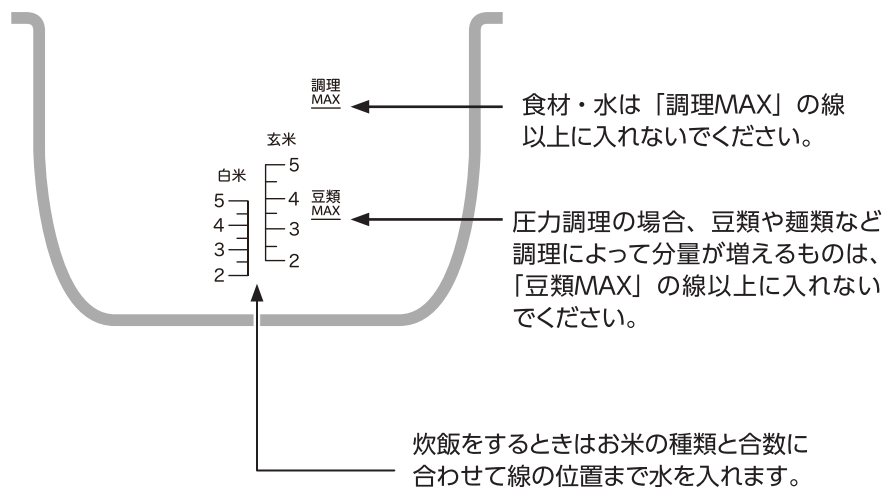 調理
MAX
食材・水は「調理MAX」の線
以上に入れないでください。
玄米
5
4
3
2
白米
5
4
3
2
豆類
MAX
圧力調理の場合、豆類や麺類など
調理によって分量が増えるものは、
「豆類MAX」の線以上に入れない
でください。
炊飯をするときはお米の種類と合数に
合わせて線の位置まで水を入れます。